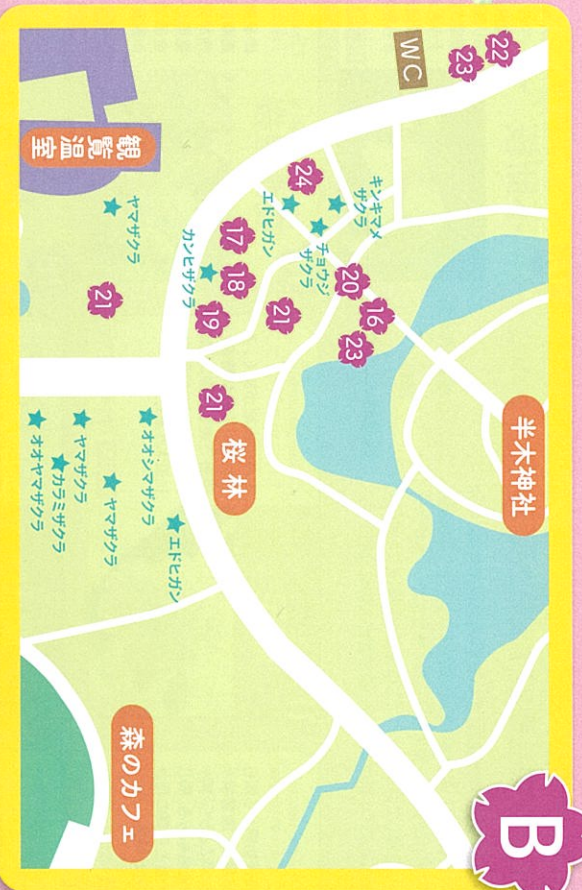 B
半木神社
22
23
WC
キンキマメ
ザクラ
16
20
23
チョウジ
ザクラ
24
エドヒガン
21
17
18
19
桜林
21
カンヒザクラ
エドヒガン
オオシマザクラ
ヤマザクラ
森のカフェ
ヤマザクラ
21
観覧温室
ヤマザクラ
カラミザクラ
オオヤマザクラ